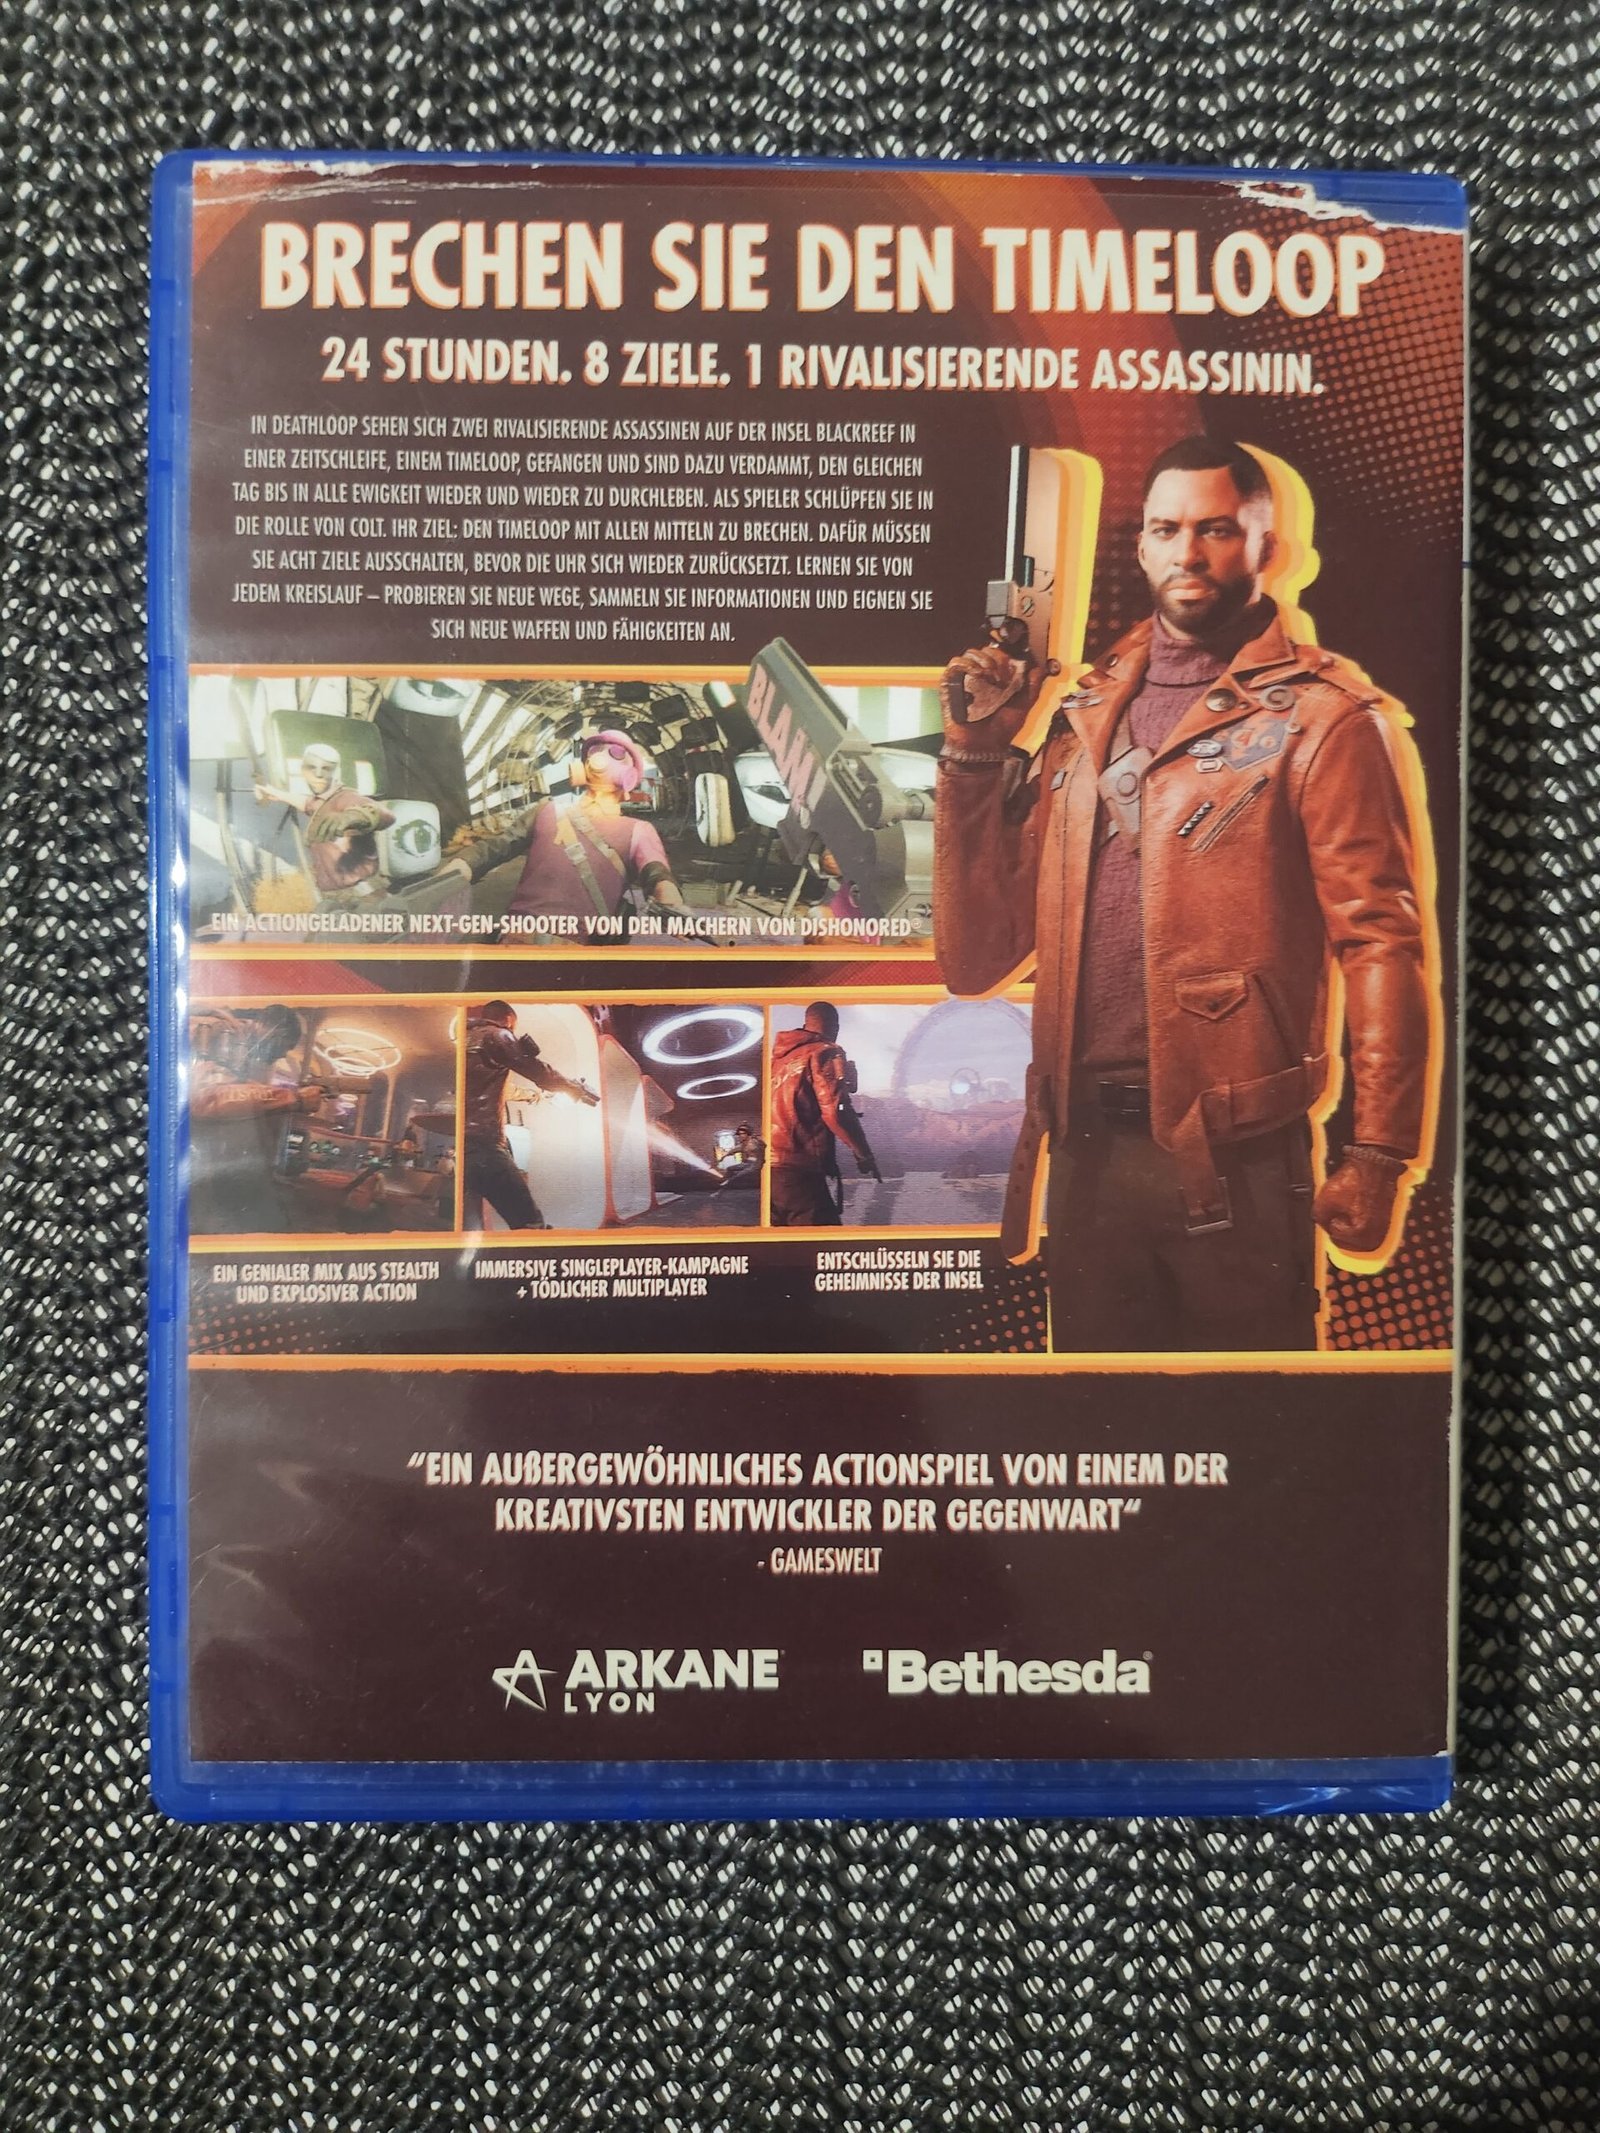 BRECHEN SIE DEN TIMELOOP
24 STUNDEN. 8 ZIELE. 1 RIVALISIERENDE ASSASSININ.
IN DEATHLOOP SEHEN SICH ZWEI RIVALISIERENDE ASSASSINEN AUF DER INSEL BLACKREEF IN
EINER ZEITSCHLEIFE, EINEM TIMELOOP, GEFANGEN UND SIND DAZU VERDAMMT, DEN GLEICHEN
TAG BIS IN ALLE EWIGKEIT WIEDER UND WIEDER ZU DURCHLEBEN. ALS SPIELER SCHLÜPFEN SIE IN
DIE ROLLE VON COLT. IHR ZIEL: DEN TIMELOOP MIT ALLEN MITTELN ZU BRECHEN. DAFÜR MÜSSEN
SIE ACHT ZIELE AUSSCHALTEN, BEVOR DIE UHR SICH WIEDER ZURÜCKSETZT. LERNEN SIE VON
JEDEM KREISLAUF – PROBIEREN SIE NEUE WEGE, SAMMELN SIE INFORMATIONEN UND EIGNEN SIE
SICH NEUE WAFFEN UND FÄHIGKEITEN AN.
BLAM!
EIN ACTIONGELADENER NEXT-GEN-SHOOTER VON DEN MACHERN VON DISHONORED®
EIN GENIALER MIX AUS STEALTH
UND EXPLOSIVER ACTION
IMMERSIVE SINGLEPLAYER-KAMPAGNE
+ TÖDLICHER MULTIPLAYER
ENTSCHLÜSSELN SIE DIE
GEHEIMNISSE DER INSEL
"EIN AUßERGEWÖHNLICHES ACTIONSPIEL VON EINEM DER
KREATIVSTEN ENTWICKLER DER GEGENWART"
- GAMESWELT
ARKANE
LYON
Bethesda®